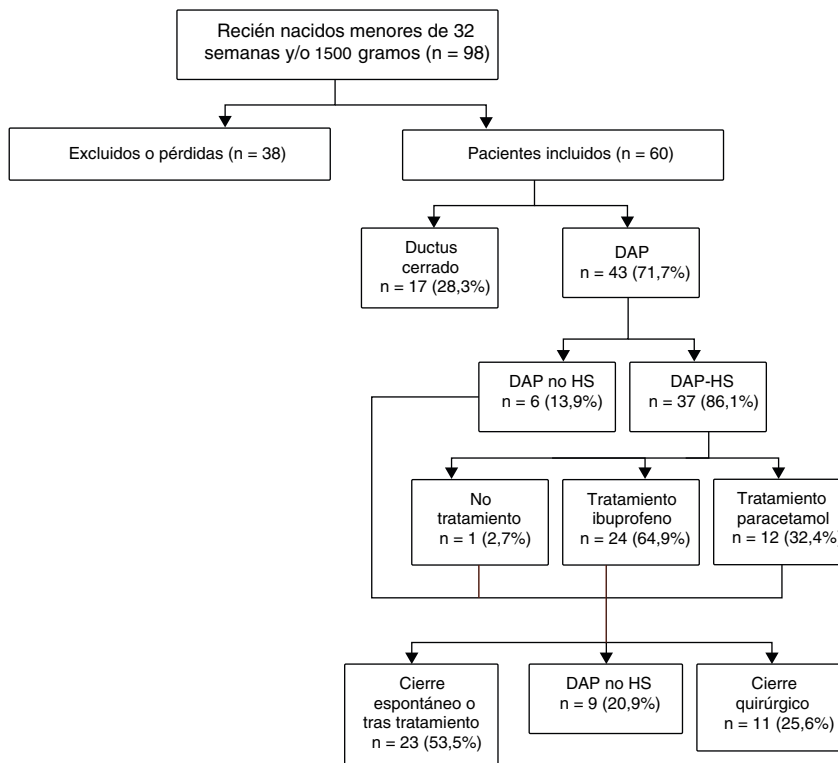 Recién nacidos menores de 32
semanas y/o 1500 gramos (n = 98)
Excluidos o pérdidas (n = 38)
Pacientes incluidos (n = 60)
Ductus
cerrado
n = 17 (28,3%)
DAP
n = 43 (71,7%)
DAP no HS
n = 6 (13,9%)
DAP-HS
n = 37 (86,1%)
No
tratamiento
n = 1 (2,7%)
Tratamiento
ibuprofeno
n = 24 (64,9%)
Tratamiento
paracetamol
n = 12 (32,4%)
Cierre
espontáneo o
tras tratamiento
n = 23 (53,5%)
DAP no HS
n = 9 (20,9%)
Cierre
quirúrgico
n = 11 (25,6%)